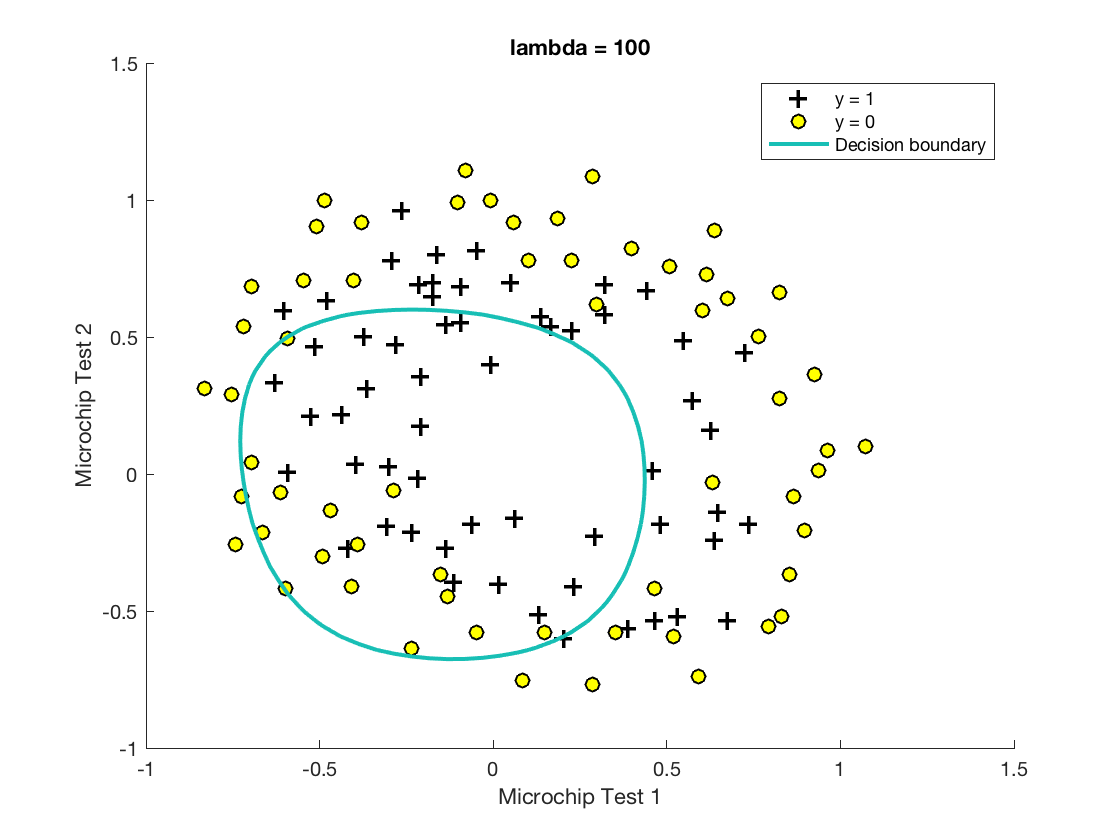 lambda = 100
1.5
1
0.5
0
-0.5
-1
Microchip Test 2
y = 1
y = 0
Decision boundary
-1
-0.5
0
0.5
1
1.5
Microchip Test 1